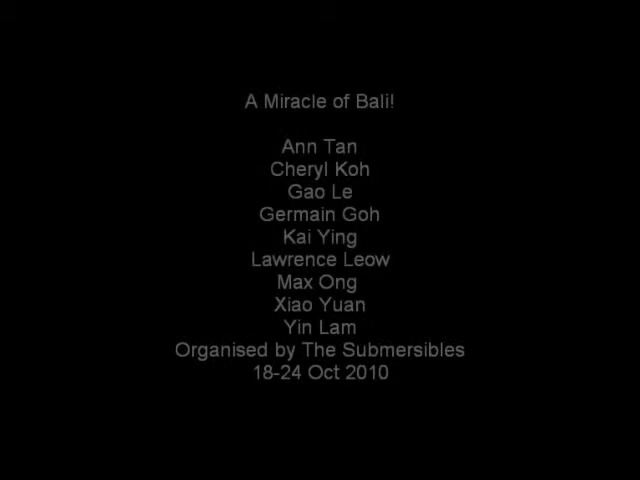 A Miracle of Bali!
Ann Tan
Cheryl Koh
Gao Le
Germain Goh
Kai Ying
Lawrence Leow
Max Ong
Xiao Yuan
Yin Lam
Organised by The Submersibles
18-24 Oct 2010